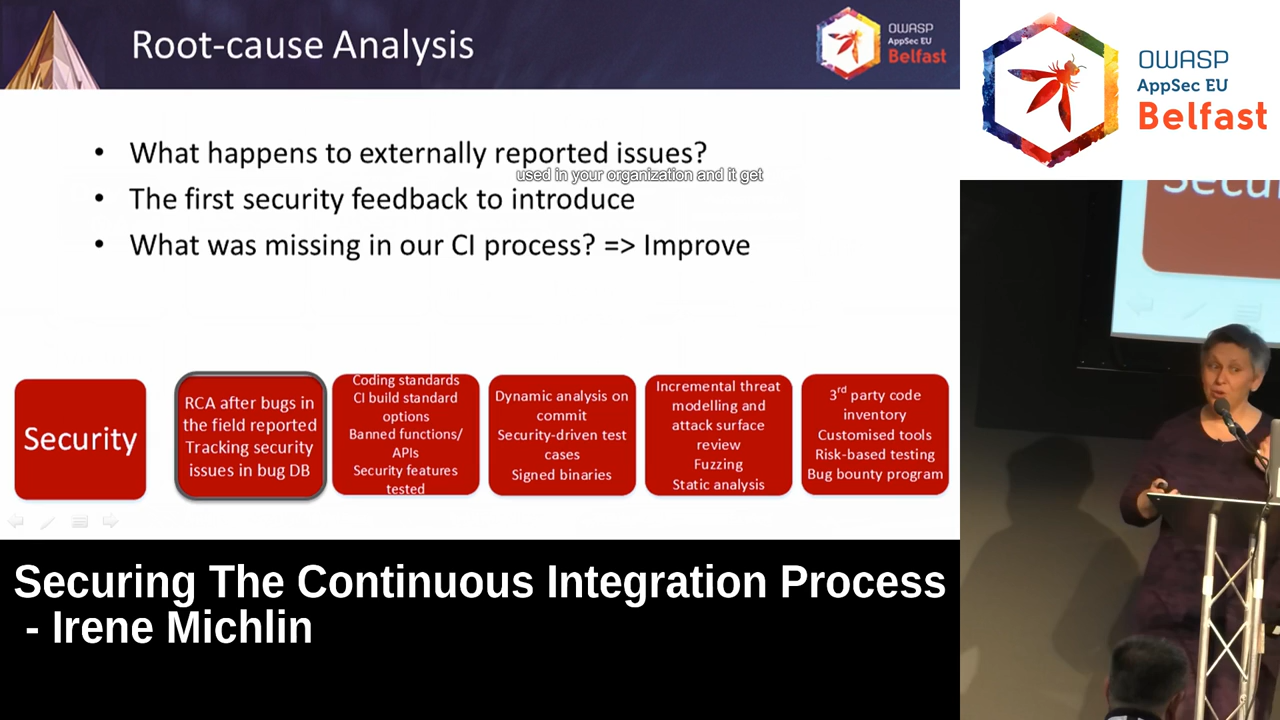 Root-cause Analysis
OWASP
AppSec EU
Belfast
• What happens to externally reported issues?
used in your organization and it get
• The first security feedback to introduce
• What was missing in our CI process? => Improve
Security
RCA after bugs in
the field reported
Tracking security
issues in bug DB
Coding standards
CI build standard
options
Banned functions/
APIs
Security features
tested
Dynamic analysis on
commit
Security-driven test
cases
Signed binaries
Incremental threat
modelling and
attack surface
review
Fuzzing
Static analysis
3rd party code
inventory
Customised tools
Risk-based testing
Bug bounty program
OWASP
AppSec EU
Belfast
Securing The Continuous Integration Process
- Irene Michlin